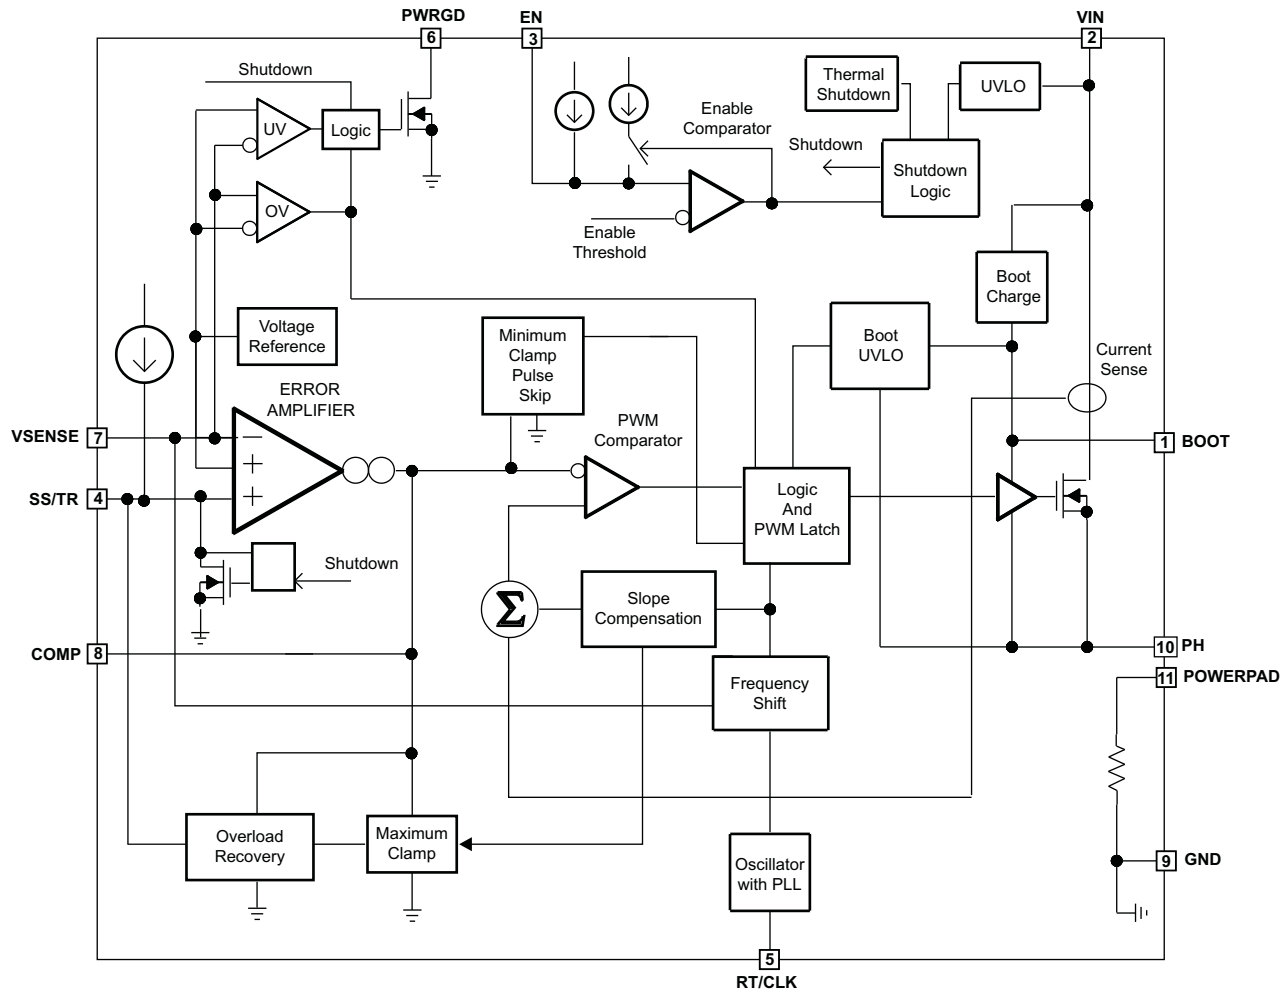 PWRGD
EN
VIN
6
3
2
Shutdown
Thermal
Shutdown
UVLO
UV
Logic
Enable
Comparator
Shutdown
Shutdown
Logic
OV
Enable
Threshold
Boot
Charge
Voltage
Reference
Minimum
Clamp
Pulse
Skip
Boot
UVLO
Current
Sense
ERROR
AMPLIFIER
PWM
Comparator
VSENSE
7
−
+
+
1
BOOT
SS/TR
4
Logic
And
PWM Latch
Shutdown
Σ
Slope
Compensation
COMP
8
10
PH
11
POWERPAD
Frequency
Shift
Overload
Recovery
Maximum
Clamp
Oscillator
with PLL
9
GND
5
RT/CLK